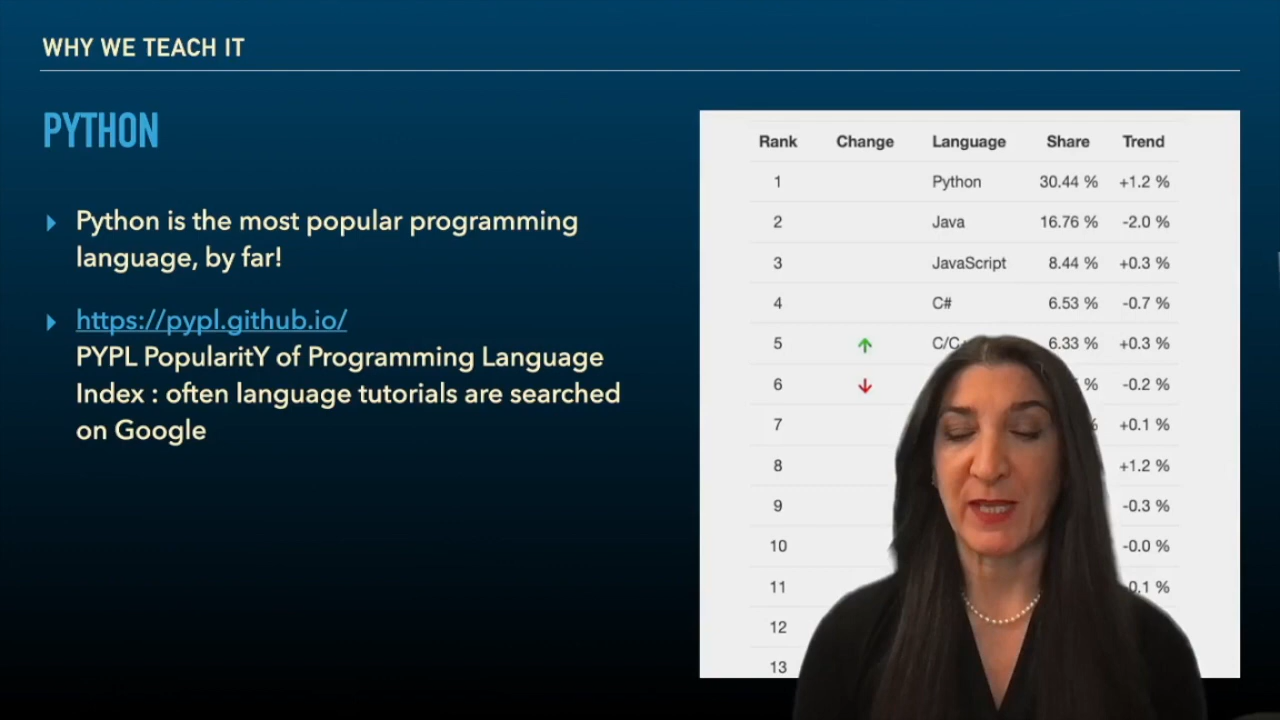 WHY WE TEACH IT
PYTHON
Python is the most popular programming
language, by far!
https://pypl.github.io/
PYPL PopularitY of Programming Language
Index : often language tutorials are searched
on Google
Rank Change Language Share Trend
1 Python 30.44 % +1.2 %
2 Java 16.76 % -2.0 %
3 JavaScript 8.44 % +0.3 %
4 C# 6.53 % -0.7 %
5 C/C 6.33 % +0.3 %
6 % -0.2 %
7 +0.1 %
8 +1.2 %
9 -0.3 %
10 -0.0 %
11 0.1 %
12
13